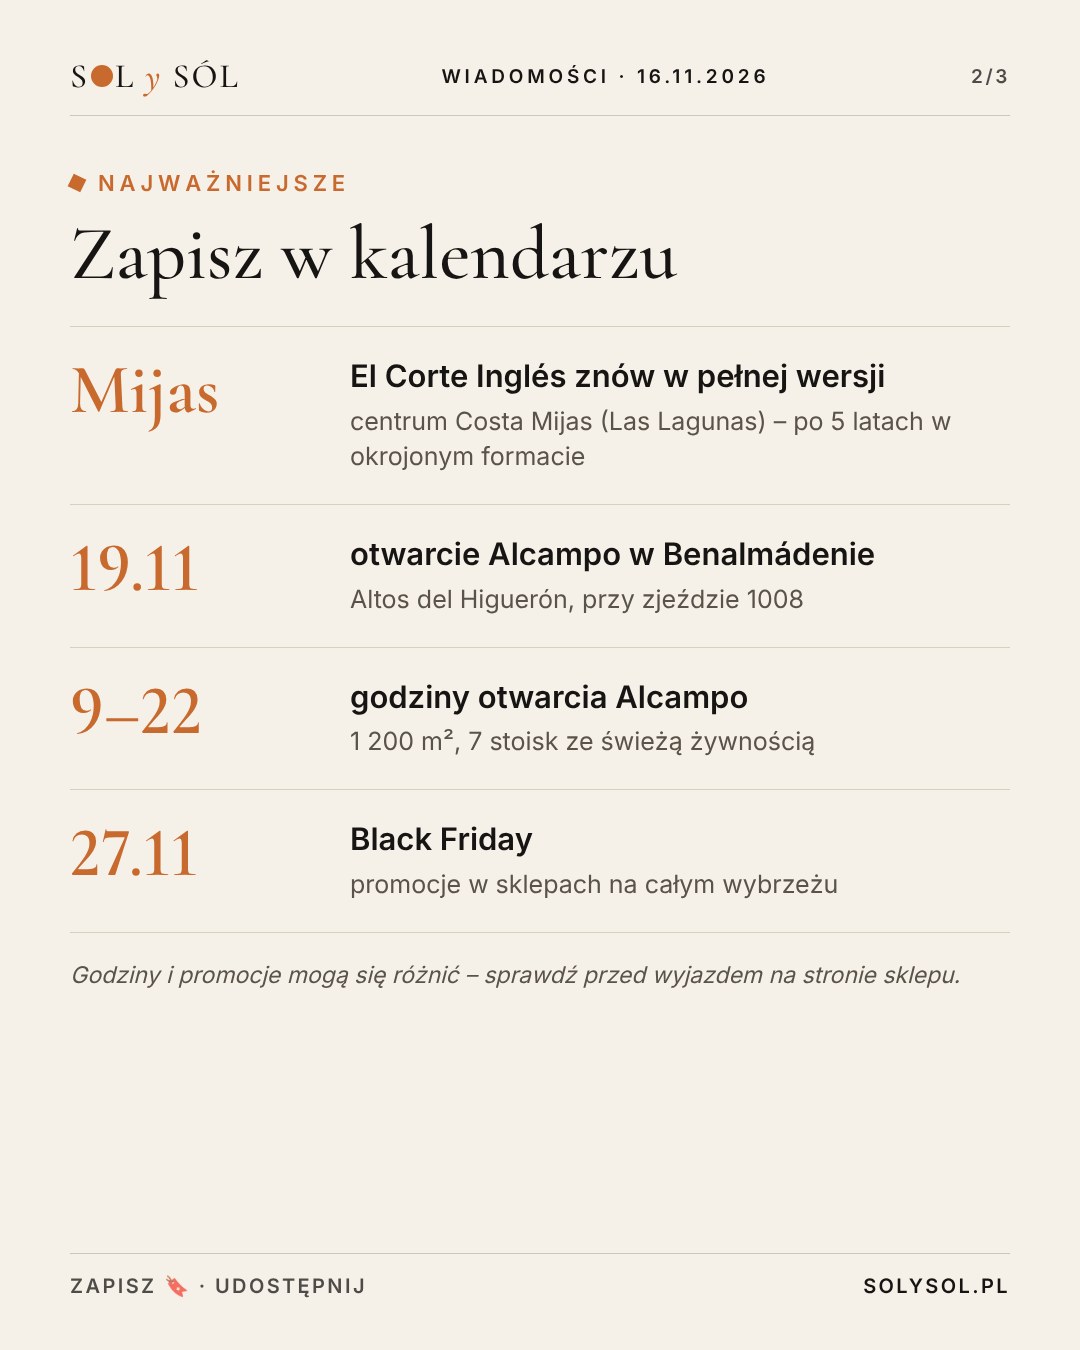 SOL y SÓL
WIADOMOŚCI · 16.11.2026
2/3
NAJWAŻNIEJSZE
Zapisz w kalendarzu
Mijas
El Corte Inglés znów w pełnej wersji
centrum Costa Mijas (Las Lagunas) – po 5 latach w
okrojonym formacie
19.11
otwarcie Alcampo w Benalmádenie
Altos del Higuerón, przy zjeździe 1008
9–22
godziny otwarcia Alcampo
1 200 m², 7 stoisk ze świeżą żywnością
27.11
Black Friday
promocje w sklepach na całym wybrzeżu
Godziny i promocje mogą się różnić – sprawdź przed wyjazdem na stronie sklepu.
ZAPISZ 🔖 · UDOSTĘPNIJ
SOLYSOL.PL